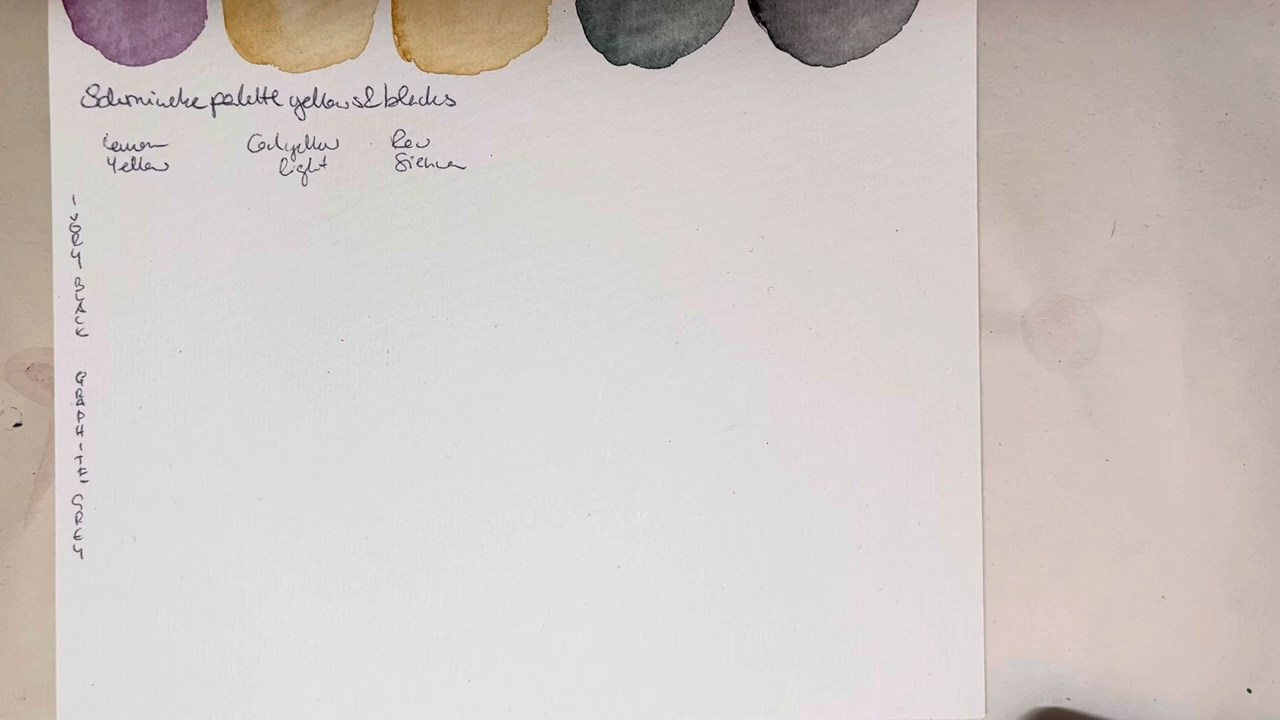 Schmincke palette yellows & blacks
Lemon Yellow
Cad yellow light
Raw Sienna
IVORY BLACK
GRAPHITE GREY